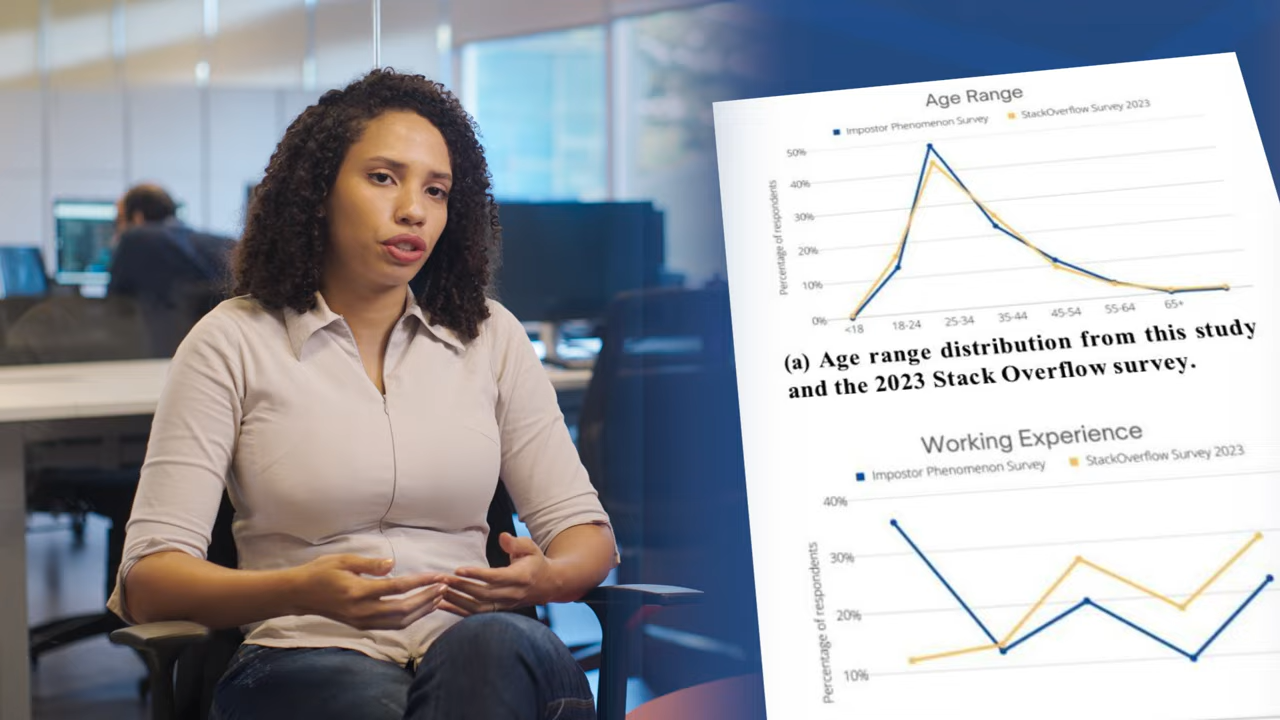 Age Range
Impostor Phenomenon Survey StackOverflow Survey 2023
50%
40%
30%
20%
10%
0%
Percentage of respondents
<18 18-24 25-34 35-44 45-54 55-64 65+
(a) Age range distribution from this study
and the 2023 Stack Overflow survey.
Working Experience
Impostor Phenomenon Survey StackOverflow Survey 2023
40%
30%
20%
10%
Percentage of respondents